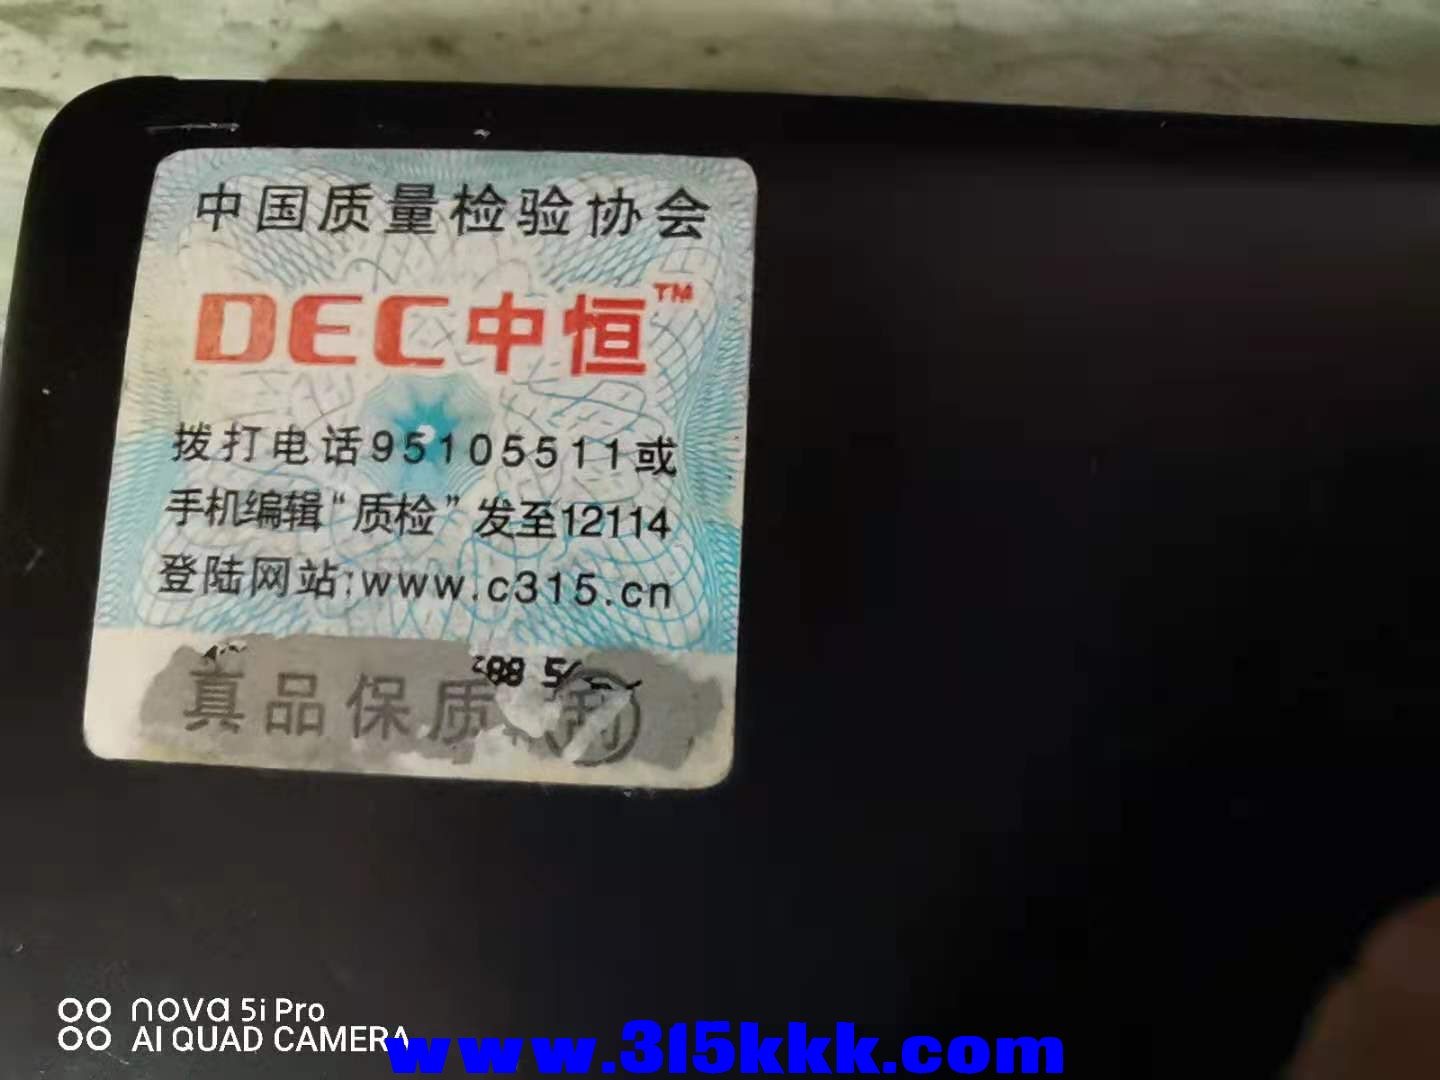 中国质量检验协会
DEC中恒™
拨打电话95105511或
手机编辑“质检”发至12114
登陆网站:www.c315.cn
真品保质 刮
nova 5i Pro
AI QUAD CAMERA
www.315kkk.com